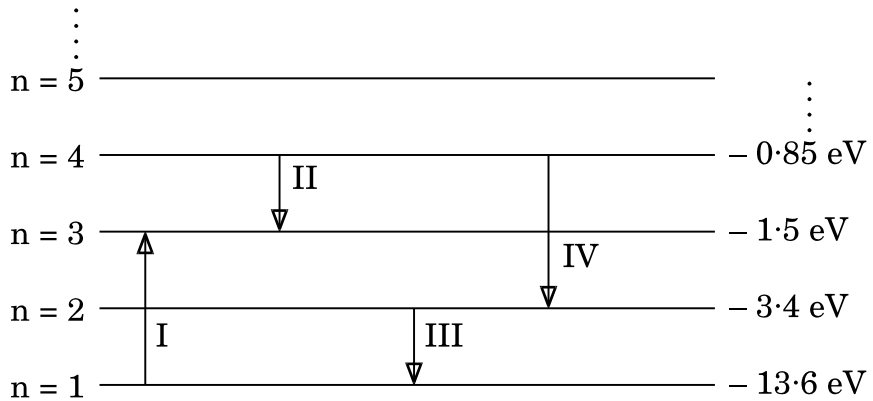 n = 5
n = 4 – 0·85 eV
II
n = 3 – 1·5 eV
IV
n = 2 – 3·4 eV
I III
n = 1 – 13·6 eV